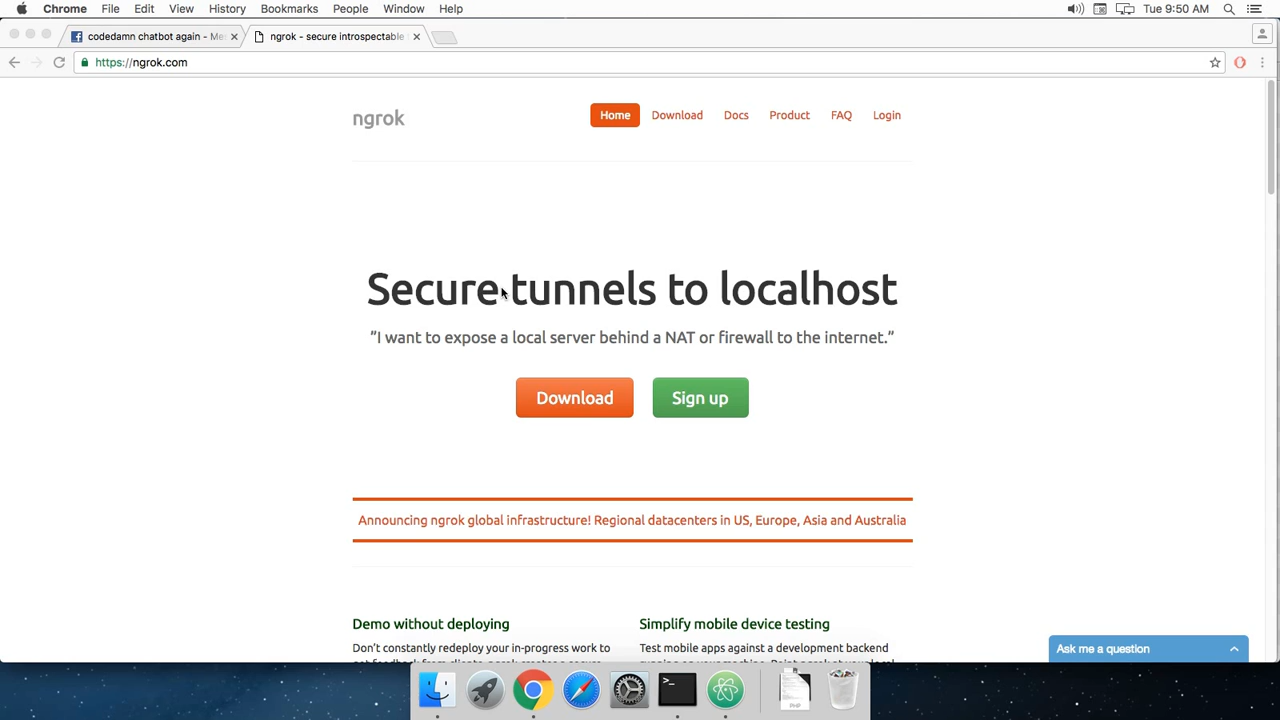 Chrome File Edit View History Bookmarks People Window Help Tue 9:50 AM
codedamn chatbot again - Me ngrok - secure introspectable
https://ngrok.com
ngrok Home Download Docs Product FAQ Login
Secure tunnels to localhost
"I want to expose a local server behind a NAT or firewall to the internet."
Download Sign up
Announcing ngrok global infrastructure! Regional datacenters in US, Europe, Asia and Australia
Demo without deploying Simplify mobile device testing
Don't constantly redeploy your in-progress work to Test mobile apps against a development backend
Ask me a question
>_
PHP